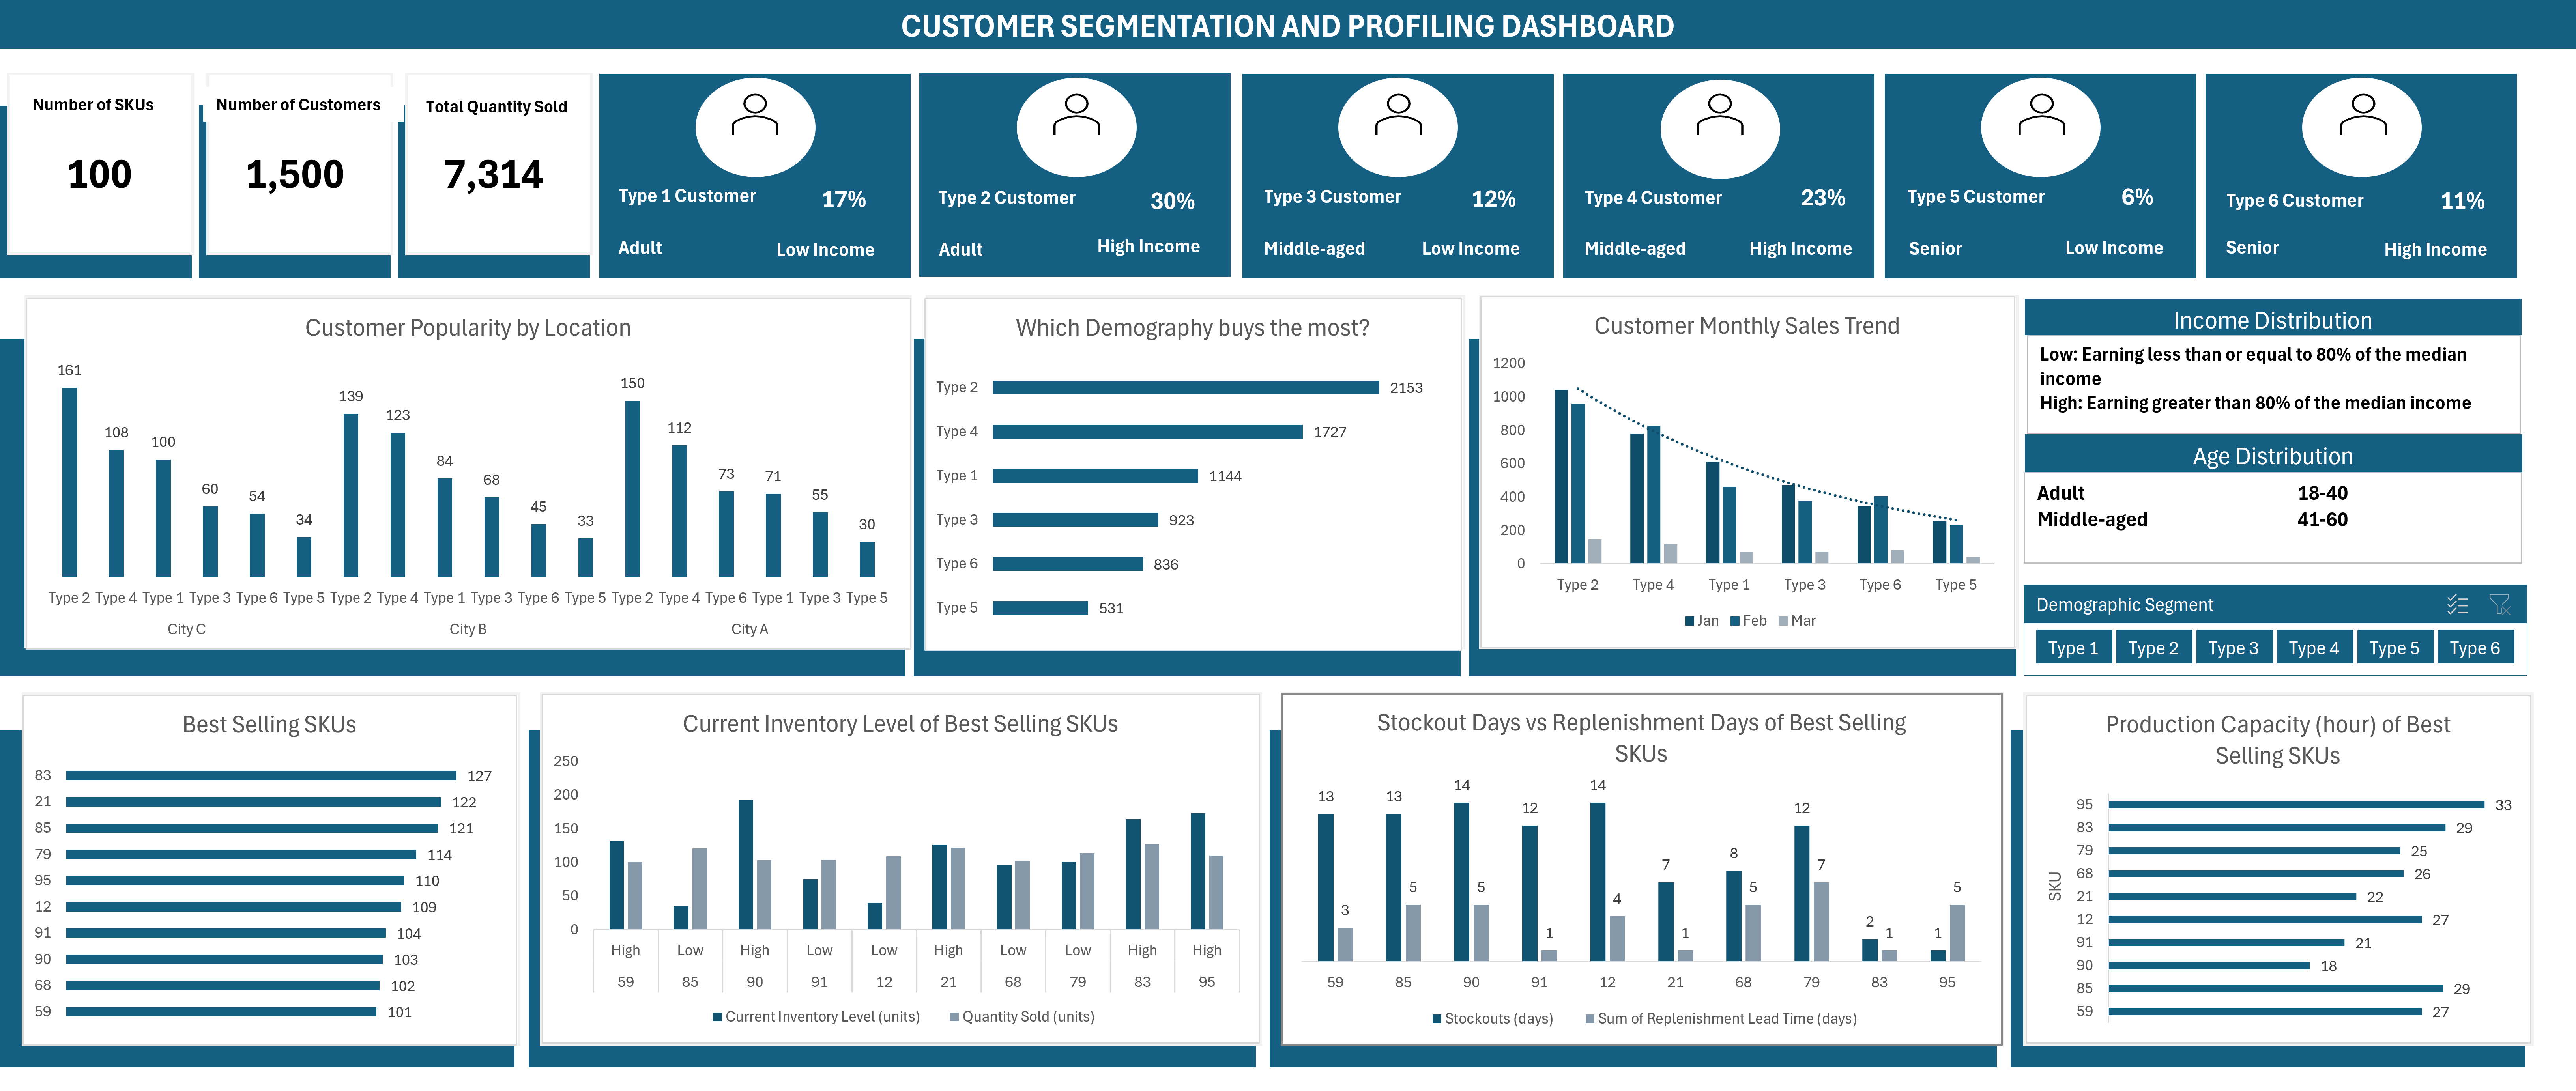 CUSTOMER SEGMENTATION AND PROFILING DASHBOARD
Number of SKUs
100
Number of Customers
1,500
Total Quantity Sold
7,314
Type 1 Customer 17%
Adult Low Income
Type 2 Customer 30%
Adult High Income
Type 3 Customer 12%
Middle-aged Low Income
Type 4 Customer 23%
Middle-aged High Income
Type 5 Customer 6%
Senior Low Income
Type 6 Customer 11%
Senior High Income
Customer Popularity by Location
161 108 100 60 54 34 139 123 84 68 45 33 150 112 73 71 55 30
Type 2 Type 4 Type 1 Type 3 Type 6 Type 5 Type 2 Type 4 Type 1 Type 3 Type 6 Type 5 Type 2 Type 4 Type 6 Type 1 Type 3 Type 5
City C City B City A
Which Demography buys the most?
Type 2 2153
Type 4 1727
Type 1 1144
Type 3 923
Type 6 836
Type 5 531
Customer Monthly Sales Trend
1200
1000
800
600
400
200
0
Type 2 Type 4 Type 1 Type 3 Type 6 Type 5
Jan Feb Mar
Income Distribution
Low: Earning less than or equal to 80% of the median
income
High: Earning greater than 80% of the median income
Age Distribution
Adult 18-40
Middle-aged 41-60
Demographic Segment
Type 1 Type 2 Type 3 Type 4 Type 5 Type 6
Best Selling SKUs
83 127
21 122
85 121
79 114
95 110
12 109
91 104
90 103
68 102
59 101
Current Inventory Level of Best Selling SKUs
250
200
150
100
50
0
High Low High Low Low High Low Low High High
59 85 90 91 12 21 68 79 83 95
Current Inventory Level (units) Quantity Sold (units)
Stockout Days vs Replenishment Days of Best Selling
SKUs
13 3 13 5 14 5 12 1 14 4 7 1 8 5 12 7 2 1 1 5
59 85 90 91 12 21 68 79 83 95
Stockouts (days) Sum of Replenishment Lead Time (days)
Production Capacity (hour) of Best
Selling SKUs
SKU
95 33
83 29
79 25
68 26
21 22
12 27
91 21
90 18
85 29
59 27